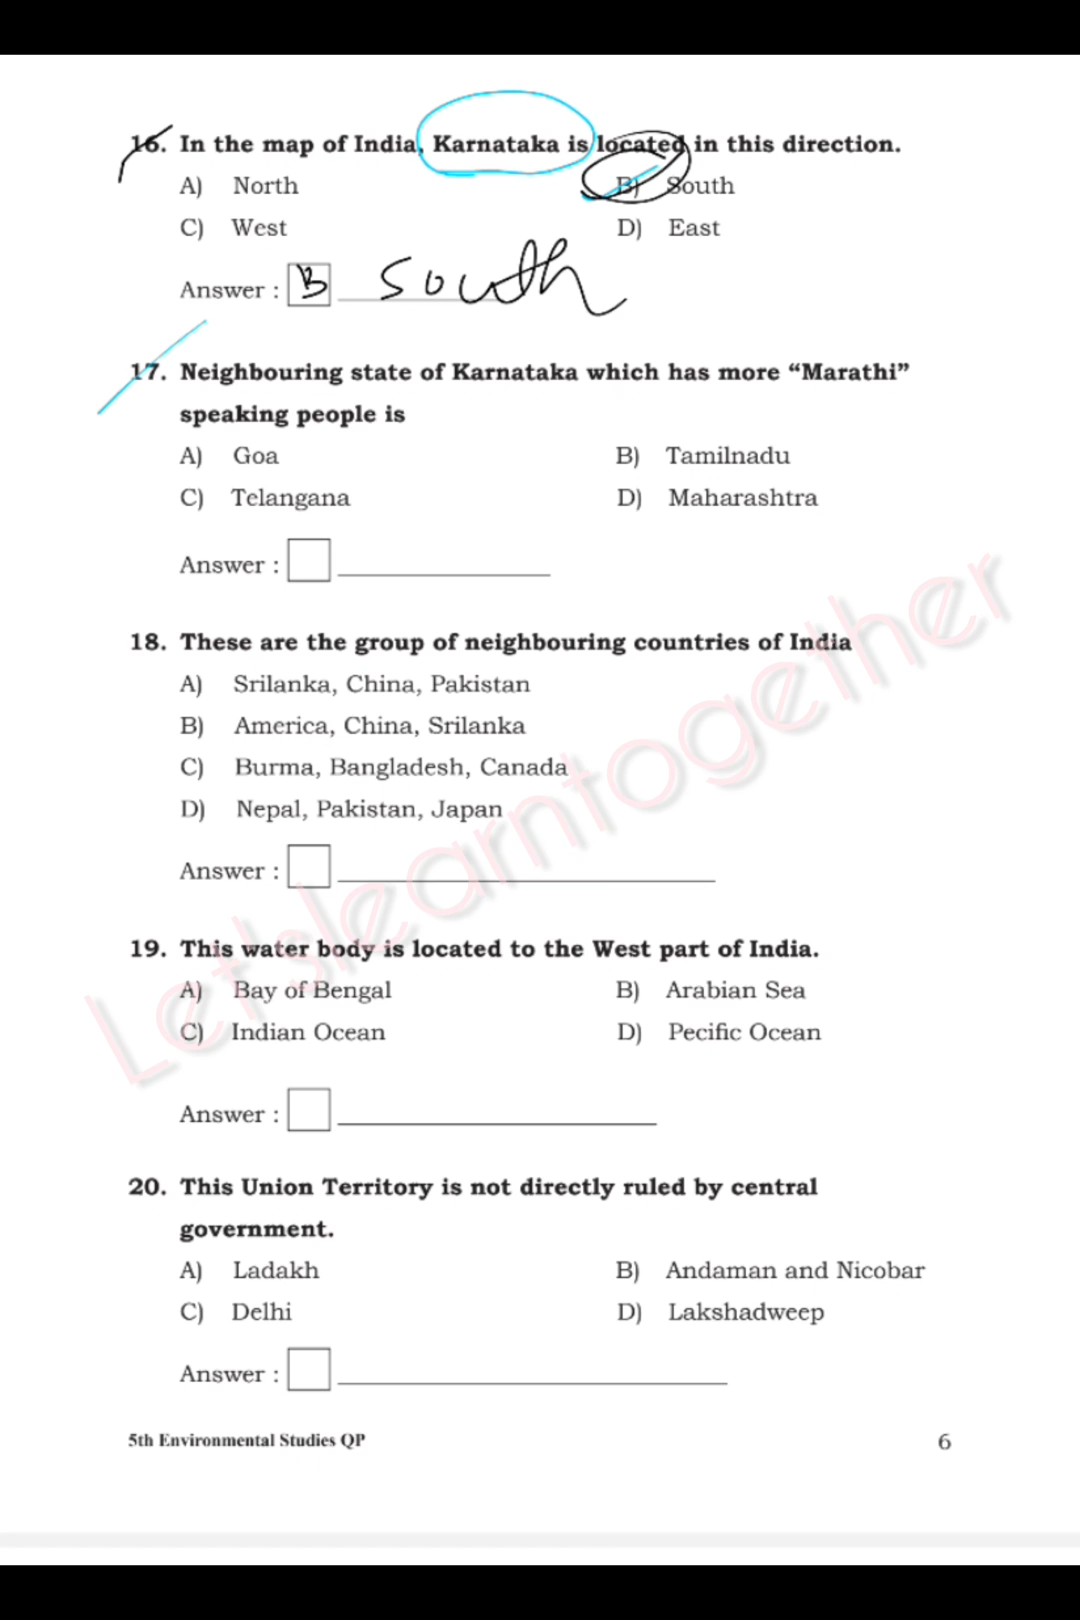 16. In the map of India, Karnataka is located in this direction.
A) North B) South
C) West D) East
Answer : B South
17. Neighbouring state of Karnataka which has more “Marathi”
speaking people is
A) Goa B) Tamilnadu
C) Telangana D) Maharashtra
Answer :
18. These are the group of neighbouring countries of India
A) Srilanka, China, Pakistan
B) America, China, Srilanka
C) Burma, Bangladesh, Canada
D) Nepal, Pakistan, Japan
Answer :
19. This water body is located to the West part of India.
A) Bay of Bengal B) Arabian Sea
C) Indian Ocean D) Pecific Ocean
Answer :
20. This Union Territory is not directly ruled by central
government.
A) Ladakh B) Andaman and Nicobar
C) Delhi D) Lakshadweep
Answer :
5th Environmental Studies QP 6
Let'slearntogether